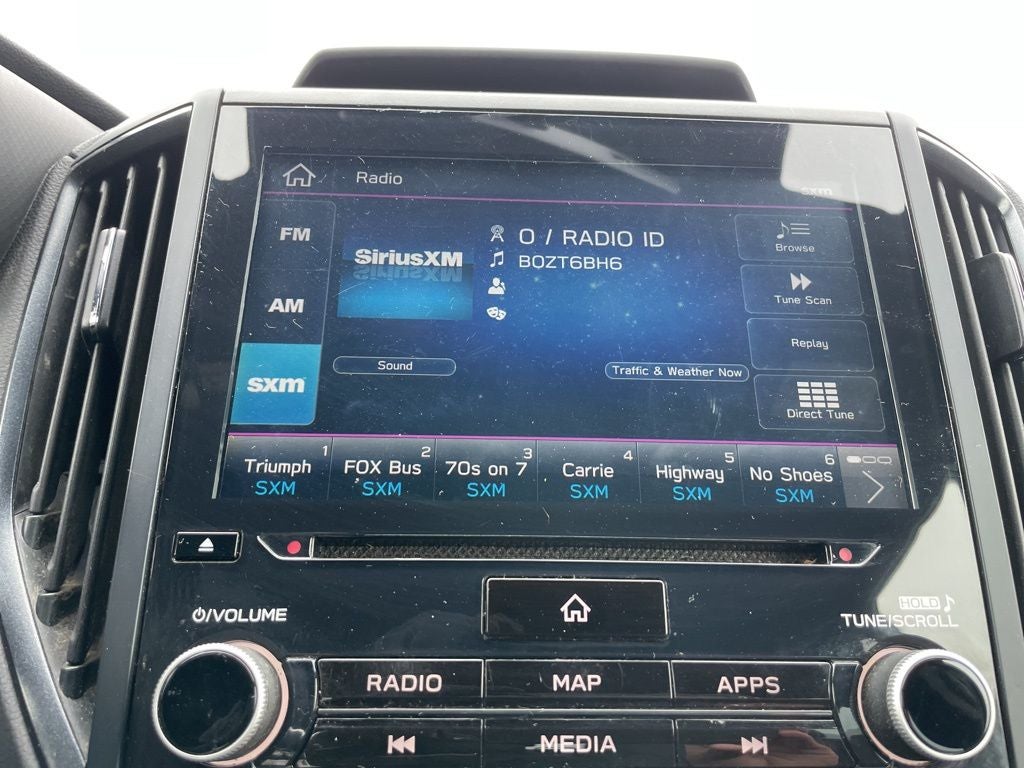 Radio
sxm
FM
AM
sxm
SiriusXM
0 / RADIO ID
B0ZT6BH6
Sound
Traffic & Weather Now
Browse
Tune Scan
Replay
Direct Tune
Triumph 1
SXM
FOX Bus 2
SXM
70s on 7 3
SXM
Carrie 4
SXM
Highway 5
SXM
No Shoes 6
SXM
/VOLUME
HOLD
TUNE/SCROLL
RADIO
MAP
APPS
MEDIA